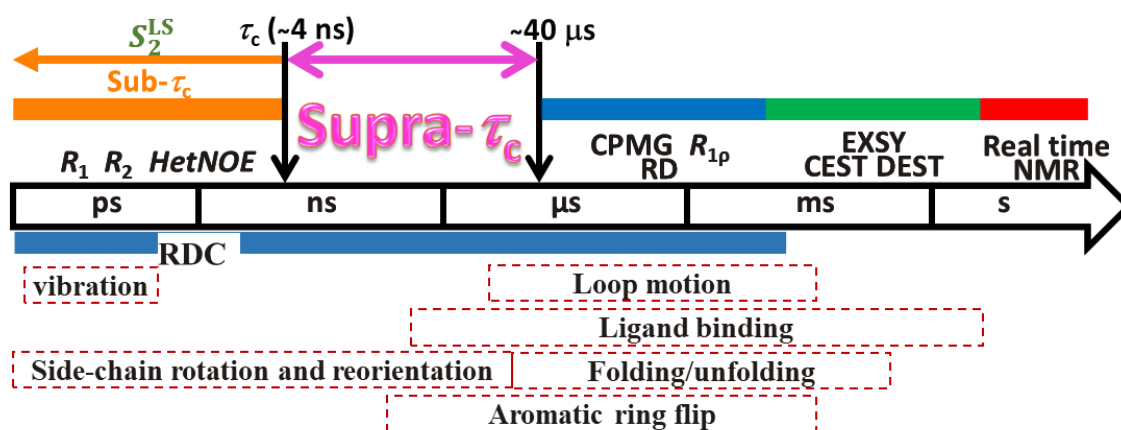 S₂ᴸˢ τc (~4 ns) ~40 μs
Sub-τc
Supra-τc
CPMG R1ρ EXSY Real time
R1 R2 HetNOE RD CEST DEST NMR
ps ns μs ms s
RDC
vibration Loop motion
Ligand binding
Side-chain rotation and reorientation Folding/unfolding
Aromatic ring flip